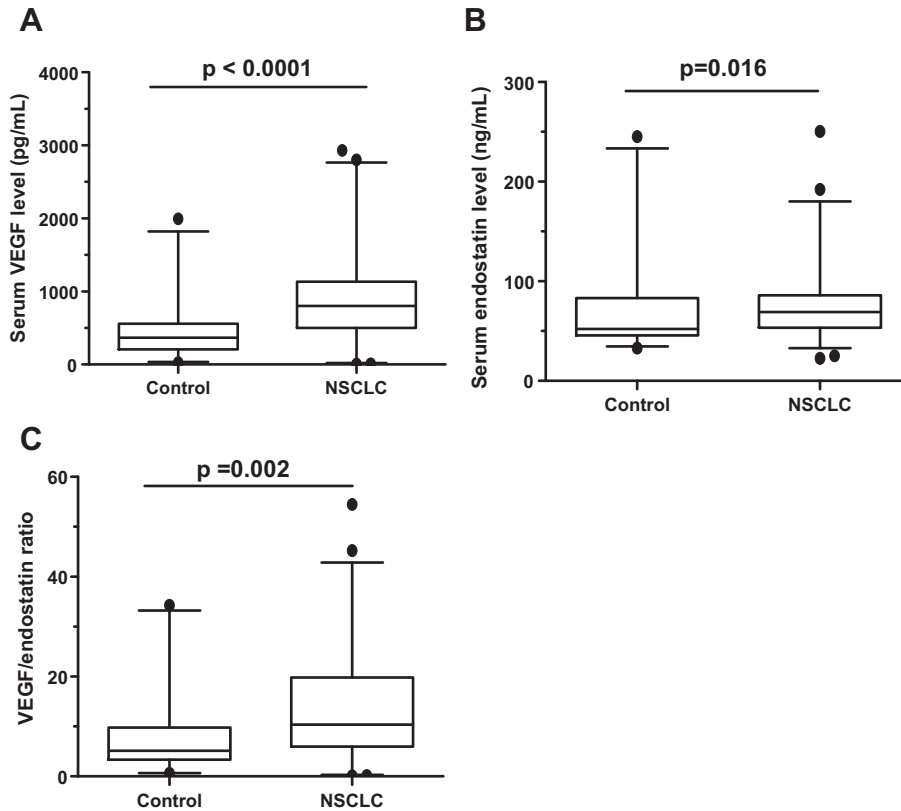 A
p < 0.0001
Serum VEGF level (pg/mL)
4000
3000
2000
1000
0
Control
NSCLC
B
p=0.016
Serum endostatin level (ng/mL)
300
200
100
0
Control
NSCLC
C
p =0.002
VEGF/endostatin ratio
60
40
20
0
Control
NSCLC